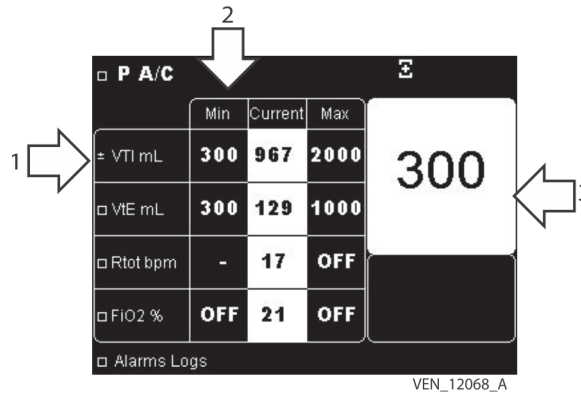 2
P A/C
Min Current Max
1
VTI mL 300 967 2000
300
3
VtE mL 300 129 1000
Rtot bpm - 17 OFF
FiO2 % OFF 21 OFF
Alarms Logs
VEN_12068_A